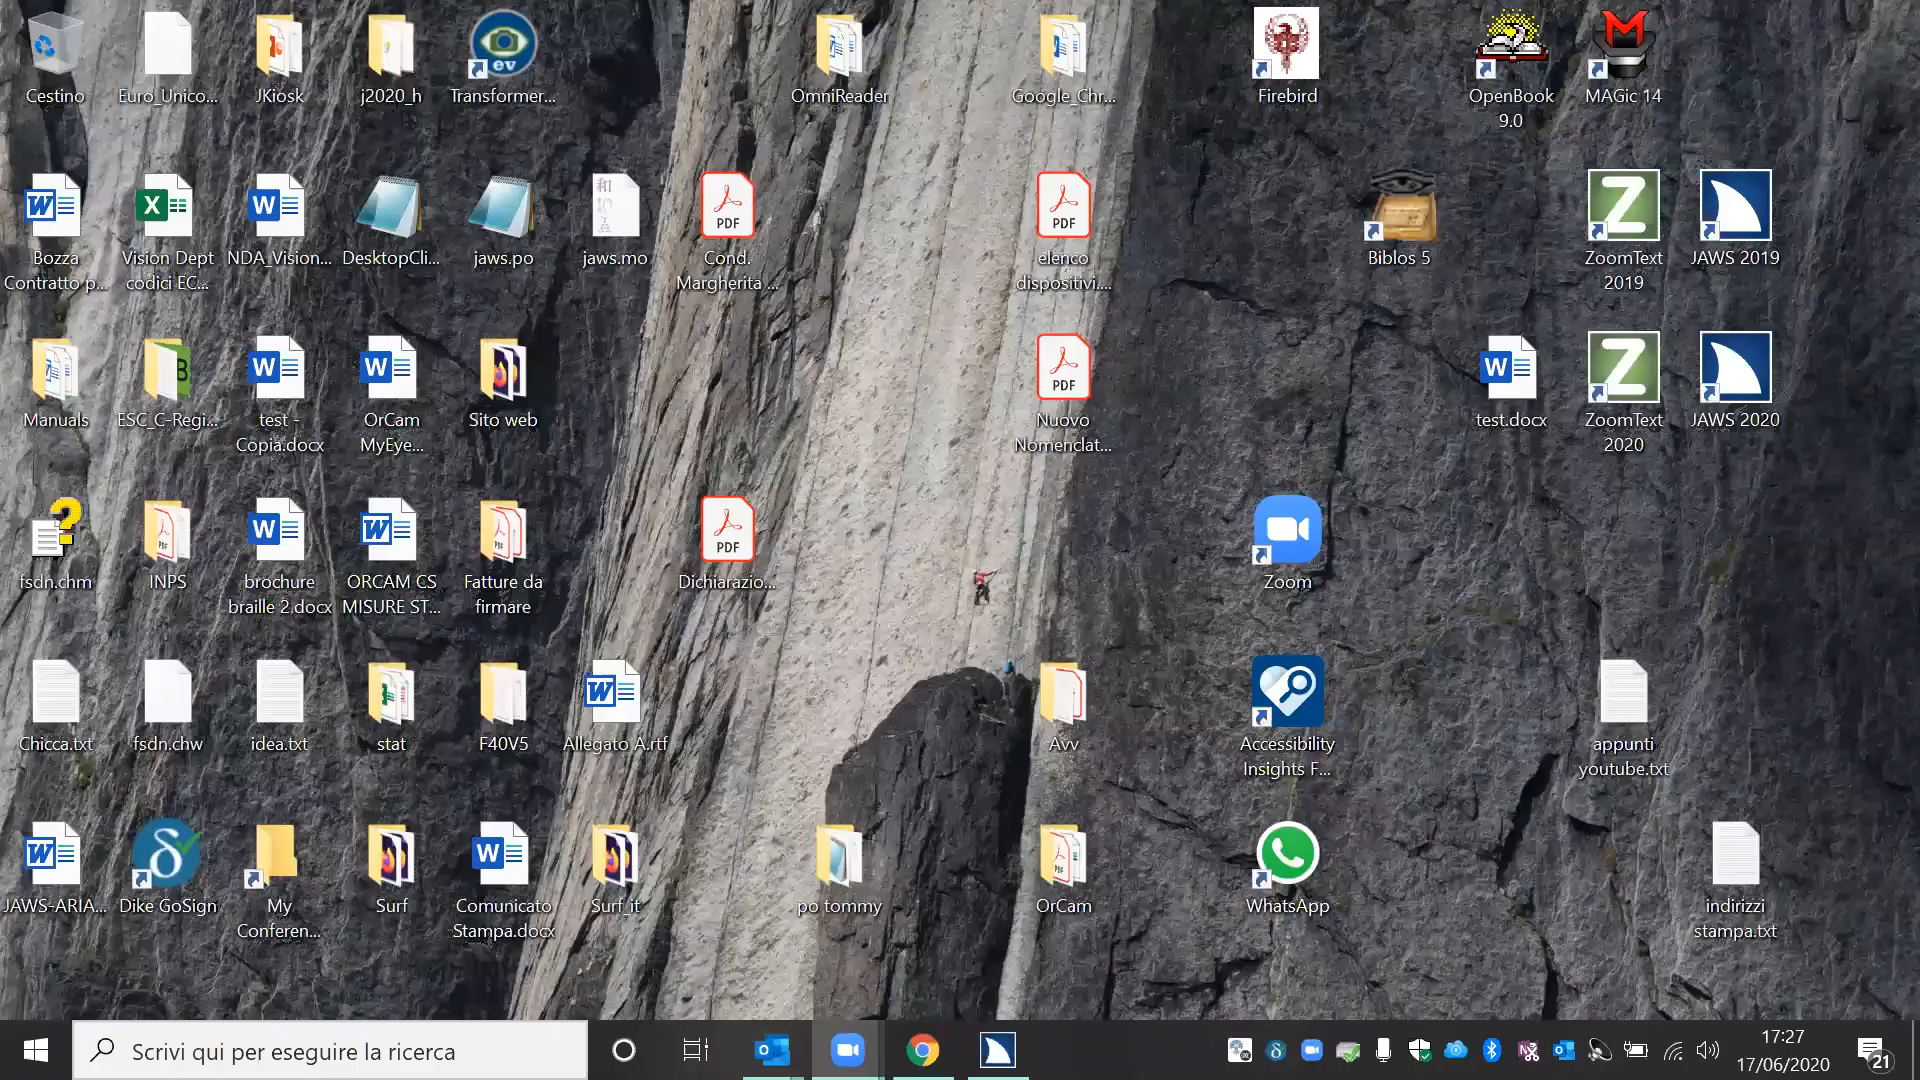 Cestino
Euro_Unico...
JKiosk
j2020_h
Transformer...
OmniReader
Google_Chr...
Firebird
OpenBook
9.0
MAGic 14
Bozza
Contratto p...
Vision Dept
codici EC...
NDA_Vision...
DesktopCli...
jaws.po
jaws.mo
Cond.
Margherita ...
elenco
dispositivi....
Biblos 5
ZoomText
2019
JAWS 2019
Manuals
ESC_C-Regi...
test -
Copia.docx
OrCam
MyEye...
Sito web
Nuovo
Nomenclat...
test.docx
ZoomText
2020
JAWS 2020
fsdn.chm
INPS
brochure
braille 2.docx
ORCAM CS
MISURE ST...
Fatture da
firmare
Dichiarazio...
Zoom
Chicca.txt
fsdn.chw
idea.txt
stat
F40V5
Allegato A.rtf
Avv
Accessibility
Insights F...
appunti
youtube.txt
JAWS-ARIA...
Dike GoSign
My
Conferen...
Surf
Comunicato
Stampa.docx
Surf_it
po tommy
OrCam
WhatsApp
indirizzi
stampa.txt
Scrivi qui per eseguire la ricerca
17:27
17/06/2020
21